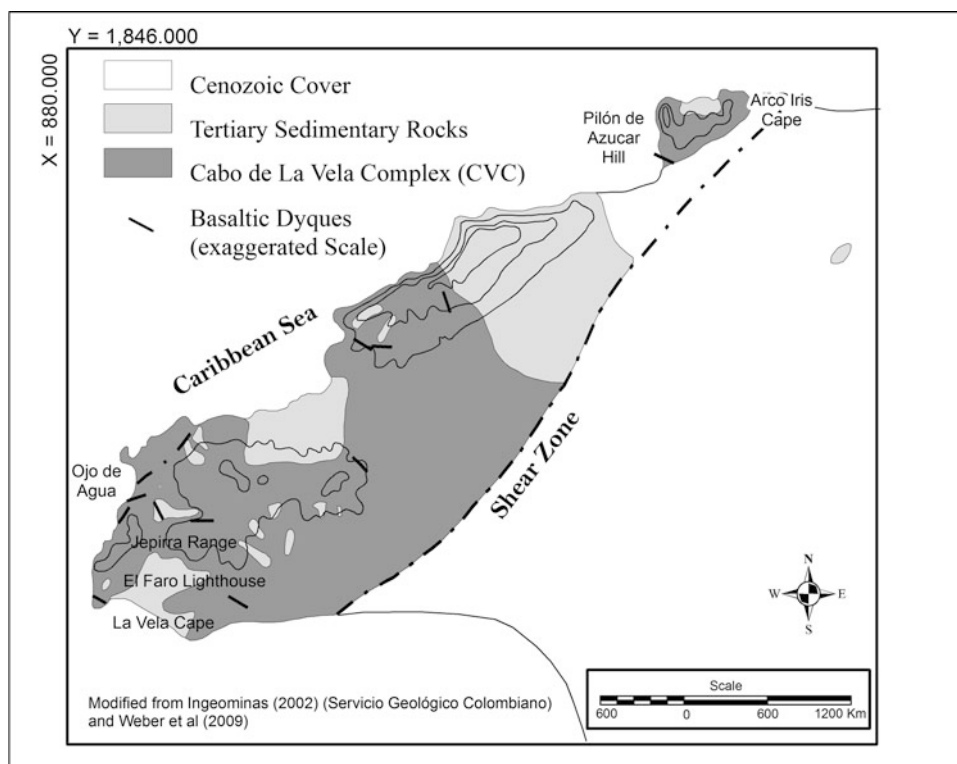 Y = 1,846.000
X = 880.000
Cenozoic Cover
Tertiary Sedimentary Rocks
Cabo de La Vela Complex (CVC)
Basaltic Dyques
(exaggerated Scale)
Pilón de
Azucar
Hill
Arco Iris
Cape
Caribbean Sea
Shear Zone
Ojo de
Agua
Jepirra Range
El Faro Lighthouse
La Vela Cape
N
W E
S
Modified from Ingeominas (2002) (Servicio Geológico Colombiano)
and Weber et al (2009)
Scale
600 0 600 1200 Km